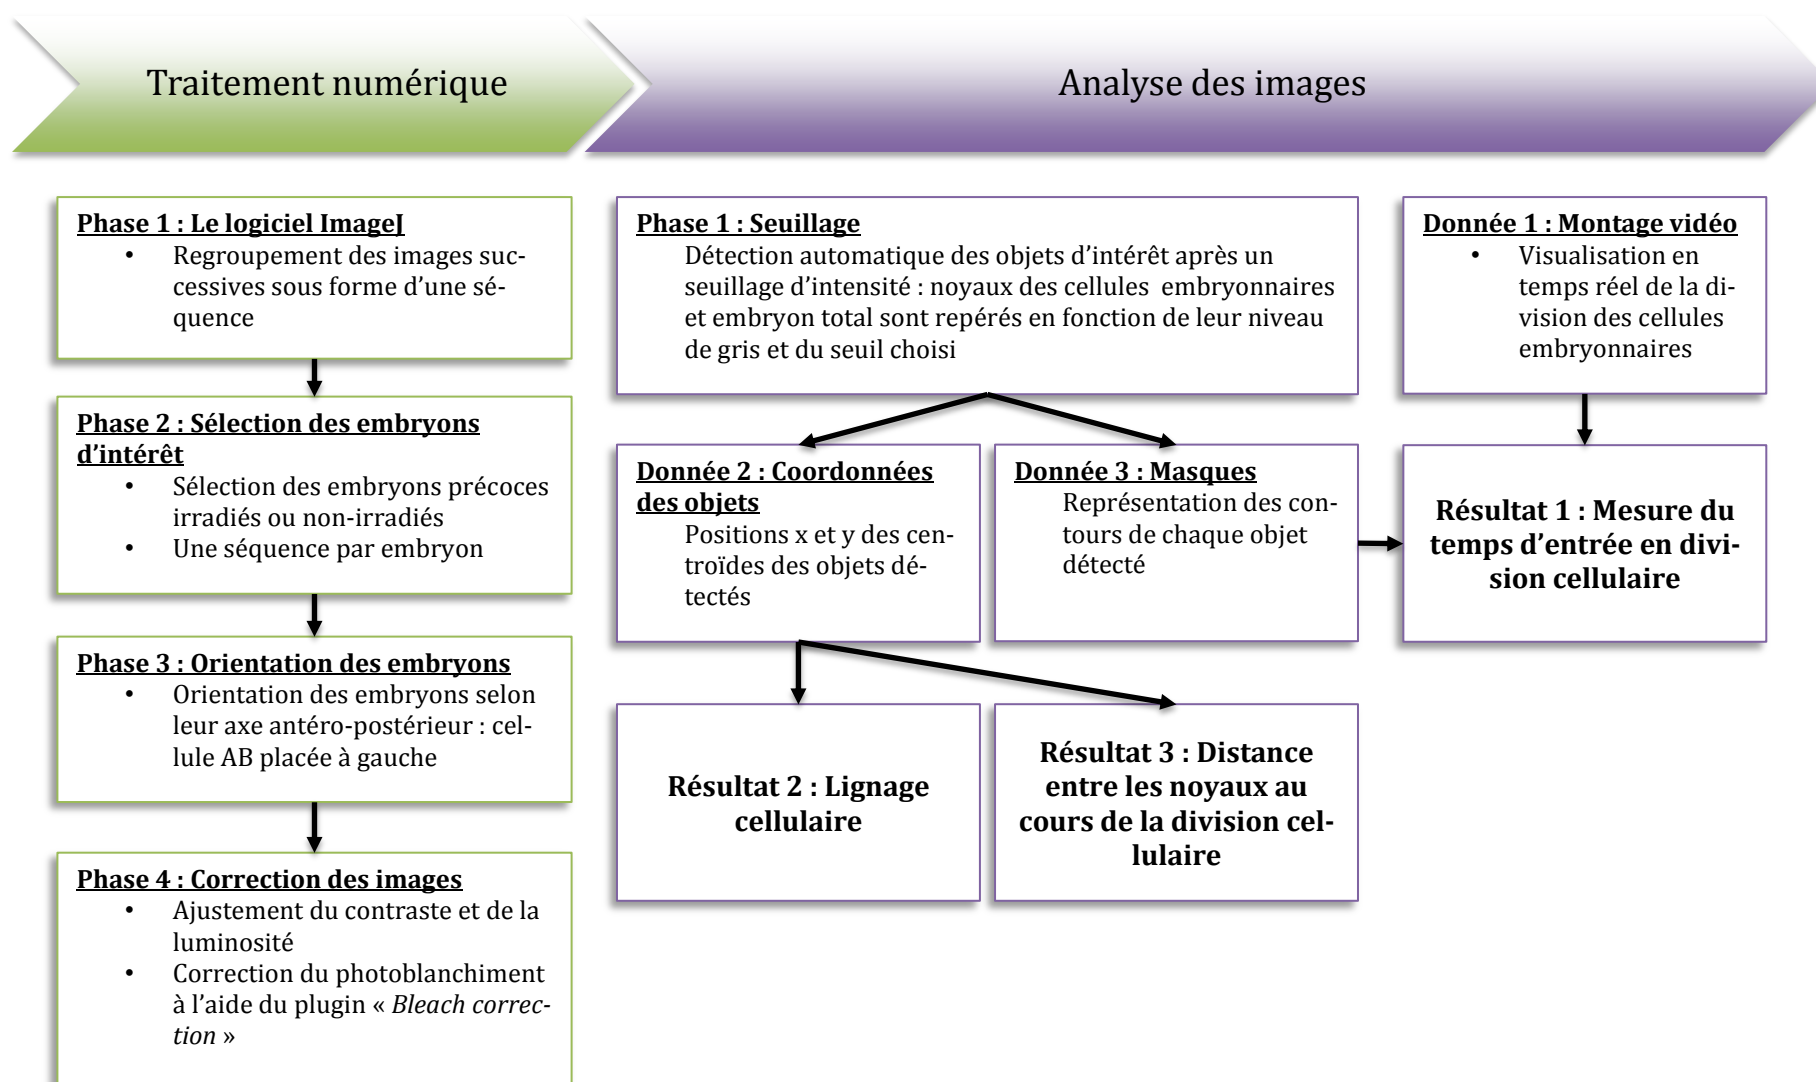 Traitement numérique
Analyse des images
Phase 1 : Le logiciel ImageJ
• Regroupement des images suc-
cessives sous forme d’une sé-
quence
Phase 2 : Sélection des embryons
d’intérêt
• Sélection des embryons précoces
irradiés ou non-irradiés
• Une séquence par embryon
Phase 3 : Orientation des embryons
• Orientation des embryons selon
leur axe antéro-postérieur : cel-
lule AB placée à gauche
Phase 4 : Correction des images
• Ajustement du contraste et de la
luminosité
• Correction du photoblanchiment
à l’aide du plugin « Bleach correc-
tion »
Phase 1 : Seuillage
Détection automatique des objets d’intérêt après un
seuillage d’intensité : noyaux des cellules embryonnaires
et embryon total sont repérés en fonction de leur niveau
de gris et du seuil choisi
Donnée 1 : Montage vidéo
• Visualisation en
temps réel de la di-
vision des cellules
embryonnaires
Donnée 2 : Coordonnées
des objets
Positions x et y des cen-
troïdes des objets dé-
tectés
Donnée 3 : Masques
Représentation des con-
tours de chaque objet
détecté
Résultat 1 : Mesure du
temps d’entrée en divi-
sion cellulaire
Résultat 2 : Lignage
cellulaire
Résultat 3 : Distance
entre les noyaux au
cours de la division cel-
lulaire